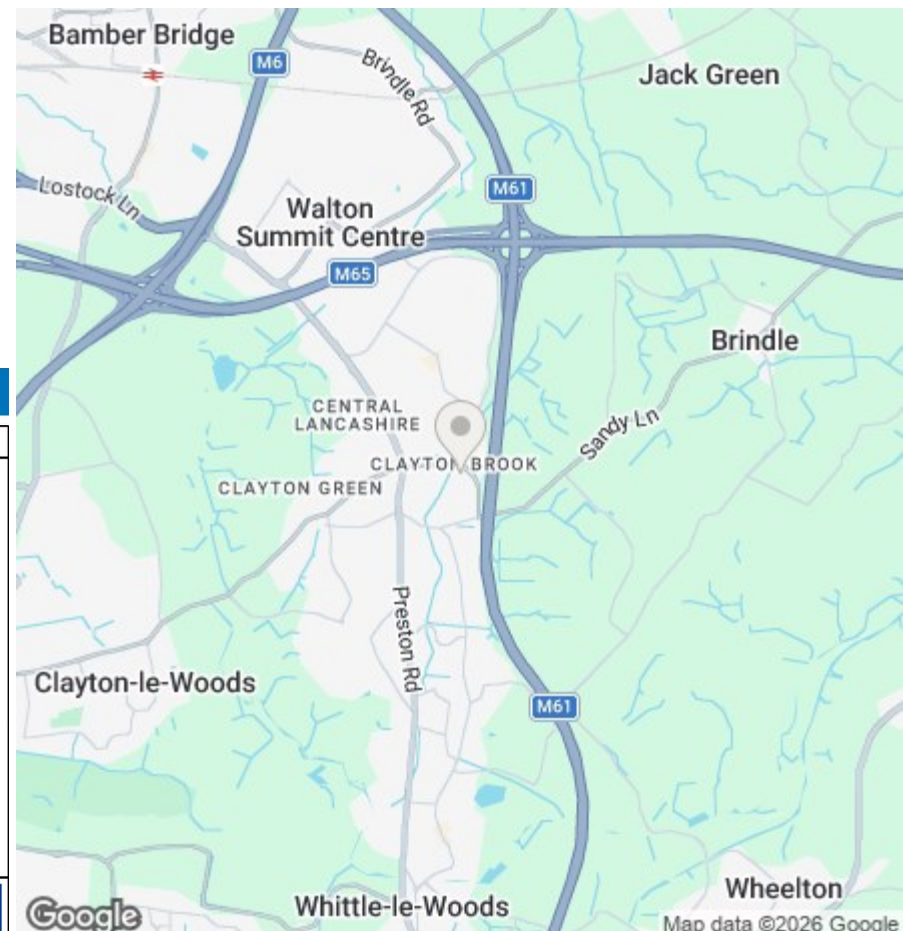 Bamber Bridge
M6
Brindle Rd
Jack Green
Lostock Ln
M61
Walton
Summit Centre
M65
Brindle
CENTRAL
LANCASHIRE
Sandy Ln
CLAYTON BROOK
CLAYTON GREEN
Preston Rd
Clayton-le-Woods
M61
Wheelton
Whittle-le-Woods
Google
Map data ©2026 Google